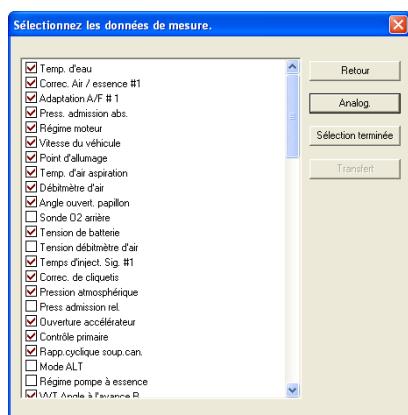 Sélectionnez les données de mesure.
Temp. d'eau
Correc. Air / essence #1
Adaptation A/F # 1
Press. admission abs.
Régime moteur
Vitesse du véhicule
Point d'allumage
Temp. d'air aspiration
Débitmètre d'air
Angle ouvert. papillon
Sonde O2 arrière
Tension de batterie
Tension débitmètre d'air
Temps d'inject. Sig. #1
Correc. de cliquetis
Pression atmosphérique
Press admission rel.
Ouverture accélérateur
Contrôle primaire
Rapp.cyclique soup.can.
Mode ALT
Régime pompe à essence
VVT Angle à l'avance R
Retour
Analog.
Sélection terminée
Transfert